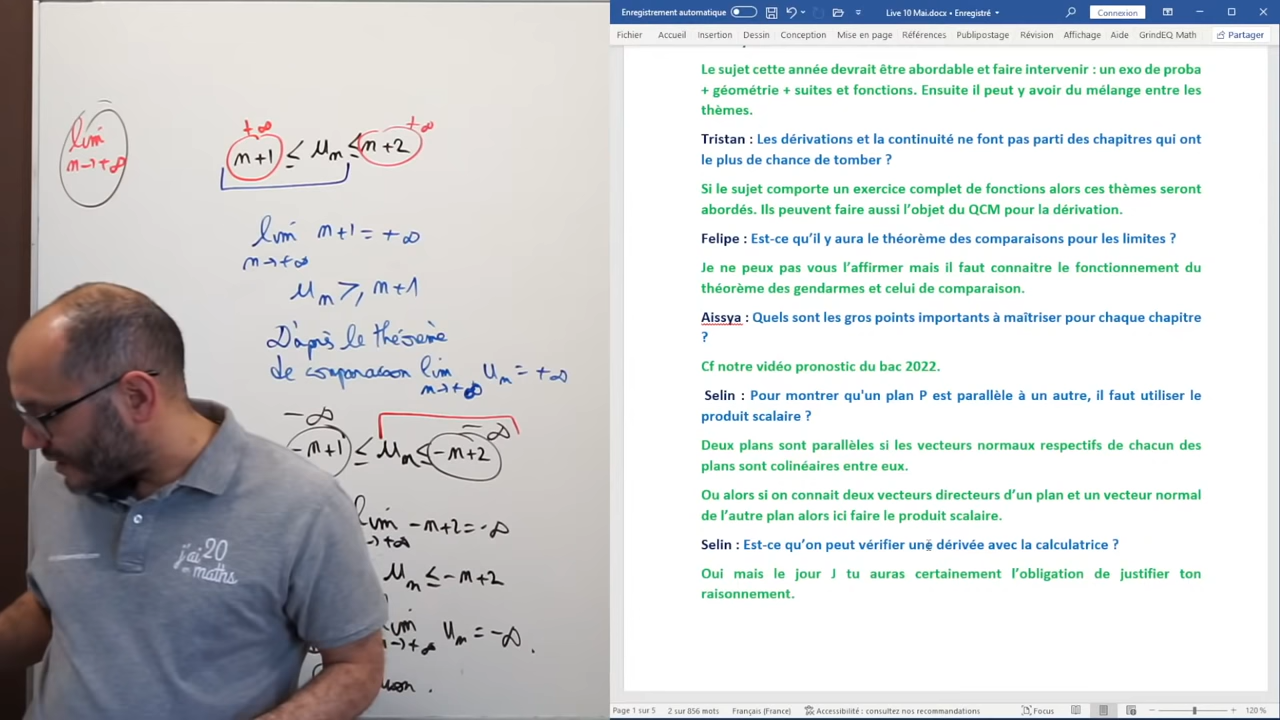 lim
n→+∞
+∞ +∞
n+1 ≤ un ≤ n+2
lim n+1 = +∞
n→+∞
un ≥ n+1
D'après le théorème
de comparaison lim un = +∞
n→+∞
-∞ -∞
-n+1 ≤ un ≤ -n+2
lim -n+2 = -∞
→+∞
un ≤ -n+2
lim un = -∞
n→+∞
j'ai 20
en maths
Enregistrement automatique
Live 10 Mai.docx • Enregistré
Connexion
Fichier Accueil Insertion Dessin Conception Mise en page Références Publipostage Révision Affichage Aide GrindEQ Math Partager
Le sujet cette année devrait être abordable et faire intervenir : un exo de proba
+ géométrie + suites et fonctions. Ensuite il peut y avoir du mélange entre les
thèmes.
Tristan : Les dérivations et la continuité ne font pas parti des chapitres qui ont
le plus de chance de tomber ?
Si le sujet comporte un exercice complet de fonctions alors ces thèmes seront
abordés. Ils peuvent faire aussi l'objet du QCM pour la dérivation.
Felipe : Est-ce qu'il y aura le théorème des comparaisons pour les limites ?
Je ne peux pas vous l'affirmer mais il faut connaitre le fonctionnement du
théorème des gendarmes et celui de comparaison.
Aissya : Quels sont les gros points importants à maîtriser pour chaque chapitre
?
Cf notre vidéo pronostic du bac 2022.
Selin : Pour montrer qu'un plan P est parallèle à un autre, il faut utiliser le
produit scalaire ?
Deux plans sont parallèles si les vecteurs normaux respectifs de chacun des
plans sont colinéaires entre eux.
Ou alors si on connait deux vecteurs directeurs d'un plan et un vecteur normal
de l'autre plan alors ici faire le produit scalaire.
Selin : Est-ce qu'on peut vérifier une dérivée avec la calculatrice ?
Oui mais le jour J tu auras certainement l'obligation de justifier ton
raisonnement.
Page 1 sur 5 2 sur 856 mots Français (France) Accessibilité : consultez nos recommandations Focus 120 %